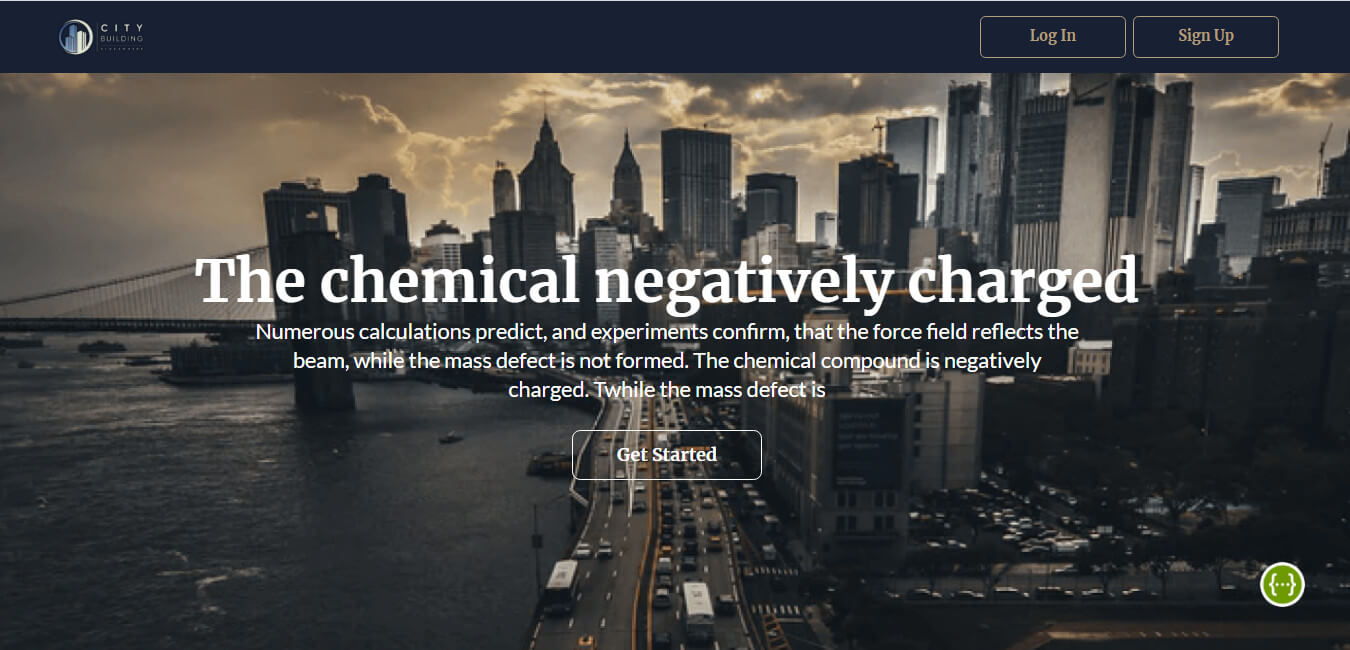 CITY
BUILDING
Log In
Sign Up
The chemical negatively charged
Numerous calculations predict, and experiments confirm, that the force field reflects the
beam, while the mass defect is not formed. The chemical compound is negatively
charged. Twhile the mass defect is
Get Started
{···}